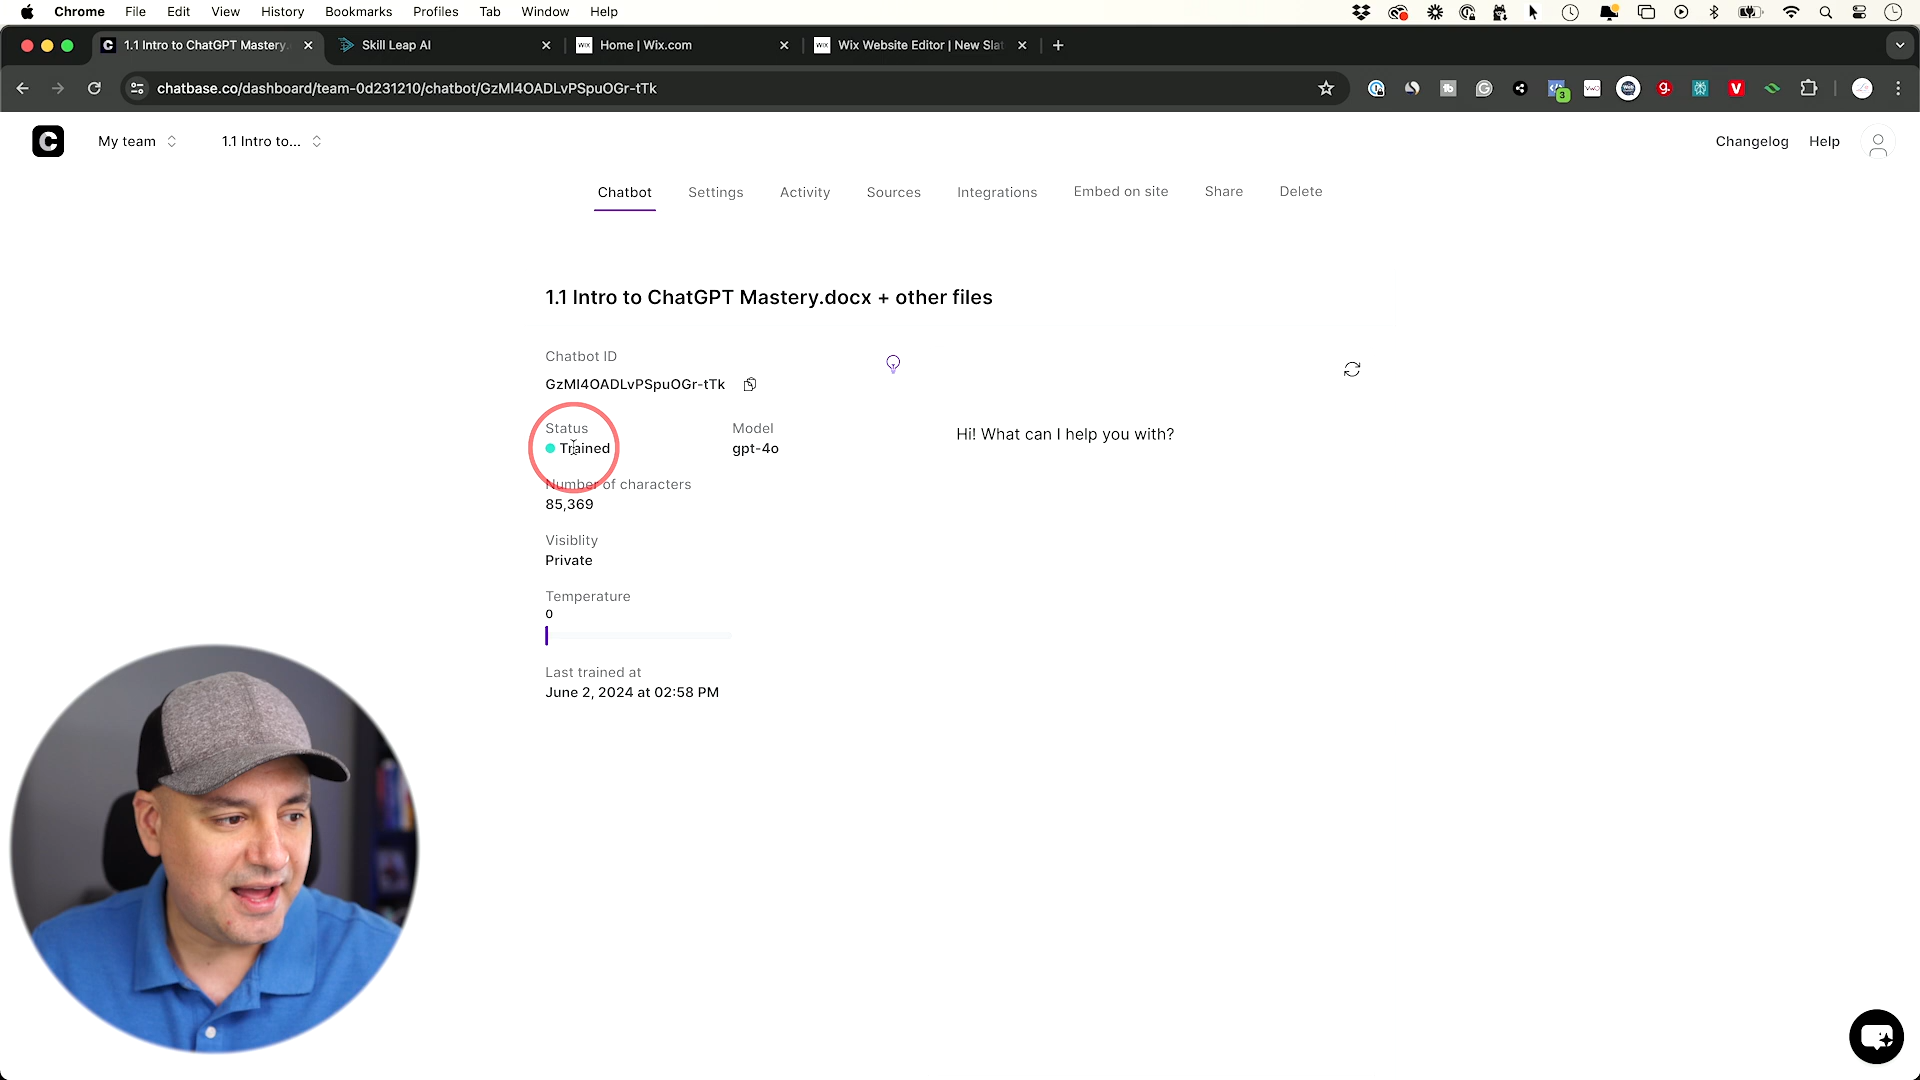 Chrome File Edit View History Bookmarks Profiles Tab Window Help
1.1 Intro to ChatGPT Mastery. Skill Leap AI Home | Wix.com Wix Website Editor | New Slat
chatbase.co/dashboard/team-0d231210/chatbot/GzMl4OADLvPSpuOGr-tTk
My team 1.1 Intro to... Changelog Help
Chatbot Settings Activity Sources Integrations Embed on site Share Delete
1.1 Intro to ChatGPT Mastery.docx + other files
Chatbot ID
GzMl4OADLvPSpuOGr-tTk
Status Model
Trained gpt-4o
Hi! What can I help you with?
Number of characters
85,369
Visiblity
Private
Temperature
0
Last trained at
June 2, 2024 at 02:58 PM